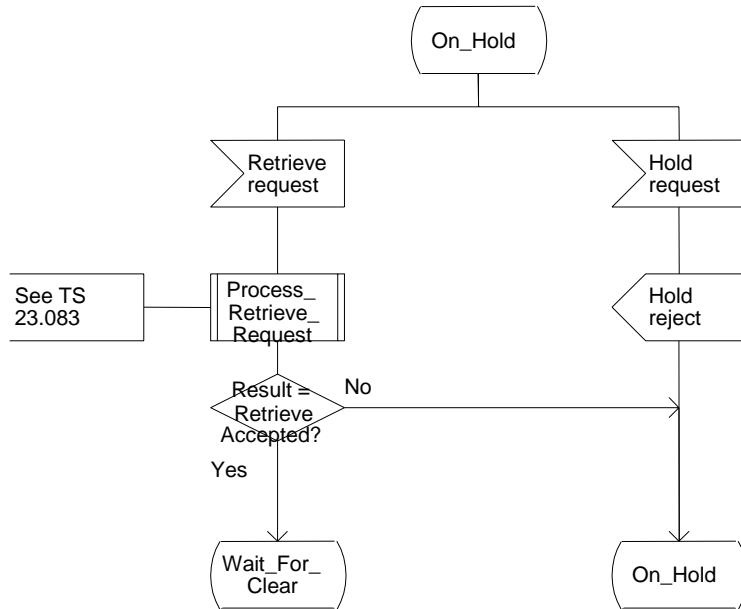 On_Hold
Retrieve
request
Hold
request
See TS
23.083
Process_
Retrieve_
Request
Hold
reject
Result =
Retrieve
Accepted?
No
Yes
Wait_For_
Clear
On_Hold